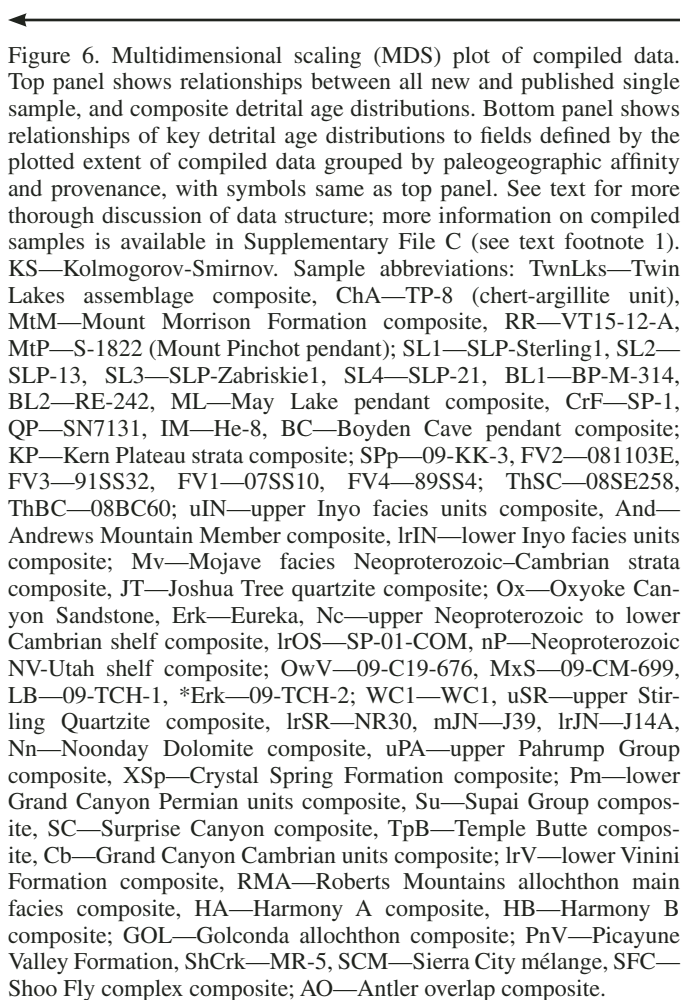 Figure 6. Multidimensional scaling (MDS) plot of compiled data.
Top panel shows relationships between all new and published single
sample, and composite detrital age distributions. Bottom panel shows
relationships of key detrital age distributions to fields defined by the
plotted extent of compiled data grouped by paleogeographic affinity
and provenance, with symbols same as top panel. See text for more
thorough discussion of data structure; more information on compiled
samples is available in Supplementary File C (see text footnote 1).
KS—Kolmogorov-Smirnov. Sample abbreviations: TwnLks—Twin
Lakes assemblage composite, ChA—TP-8 (chert-argillite unit),
MtM—Mount Morrison Formation composite, RR—VT15-12-A,
MtP—S-1822 (Mount Pinchot pendant); SL1—SLP-Sterling1, SL2—
SLP-13, SL3—SLP-Zabriskie1, SL4—SLP-21, BL1—BP-M-314,
BL2—RE-242, ML—May Lake pendant composite, CrF—SP-1,
QP—SN7131, IM—He-8, BC—Boyden Cave pendant composite;
KP—Kern Plateau strata composite; SPp—09-KK-3, FV2—081103E,
FV3—91SS32, FV1—07SS10, FV4—89SS4; ThSC—08SE258,
ThBC—08BC60; uIN—upper Inyo facies units composite, And—
Andrews Mountain Member composite, lrIN—lower Inyo facies units
composite; Mv—Mojave facies Neoproterozoic–Cambrian strata
composite, JT—Joshua Tree quartzite composite; Ox—Oxyoke Can-
yon Sandstone, Erk—Eureka, Nc—upper Neoproterozoic to lower
Cambrian shelf composite, lrOS—SP-01-COM, nP—Neoproterozoic
NV-Utah shelf composite; OwV—09-C19-676, MxS—09-CM-699,
LB—09-TCH-1, *Erk—09-TCH-2; WC1—WC1, uSR—upper Stir-
ling Quartzite composite, lrSR—NR30, mJN—J39, lrJN—J14A,
Nn—Noonday Dolomite composite, uPA—upper Pahrump Group
composite, XSp—Crystal Spring Formation composite; Pm—lower
Grand Canyon Permian units composite, Su—Supai Group compos-
ite, SC—Surprise Canyon composite, TpB—Temple Butte compos-
ite, Cb—Grand Canyon Cambrian units composite; lrV—lower Vinini
Formation composite, RMA—Roberts Mountains allochthon main
facies composite, HA—Harmony A composite, HB—Harmony B
composite; GOL—Golconda allochthon composite; PnV—Picayune
Valley Formation, ShCrk—MR-5, SCM—Sierra City mélange, SFC—
Shoo Fly complex composite; AO—Antler overlap composite.